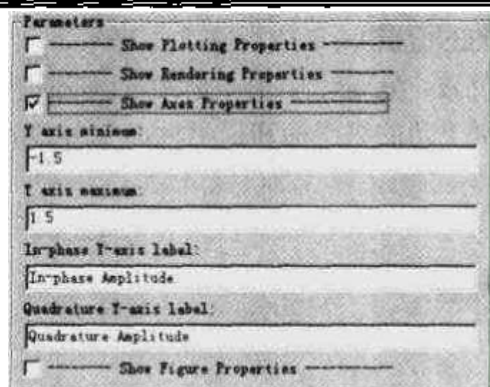 Parameters
Show Plotting Properties
Show Rendering Properties
Show Axes Properties
Y axis minimum:
-1.5
Y axis maximum:
1.5
In-phase Y-axis label:
In-phase Amplitude
Quadrature Y-axis label:
Quadrature Amplitude
Show Figure Properties